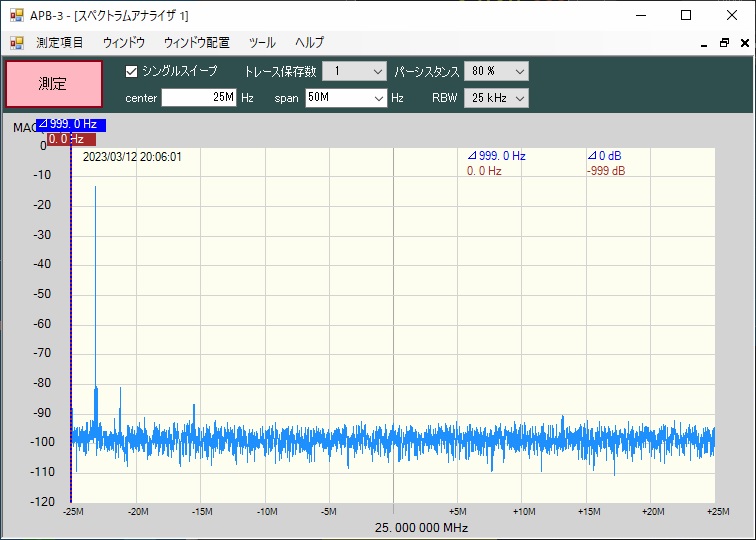 APB-3 - [スペクトラムアナライザ 1]
測定項目 ウィンドウ ウィンドウ配置 ツール ヘルプ
測定
シングルスイープ トレース保存数 1 パーシスタンス 80 %
center 25M Hz span 50M Hz RBW 25 kHz
⊿ 999. 0 Hz
0. 0 Hz
2023/03/12 20:06:01
⊿ 999. 0 Hz ⊿ 0 dB
0. 0 Hz -999 dB
0
-10
-20
-30
-40
-50
-60
-70
-80
-90
-100
-110
-120
-25M -20M -15M -10M -5M +5M +10M +15M +20M +25M
25. 000 000 MHz